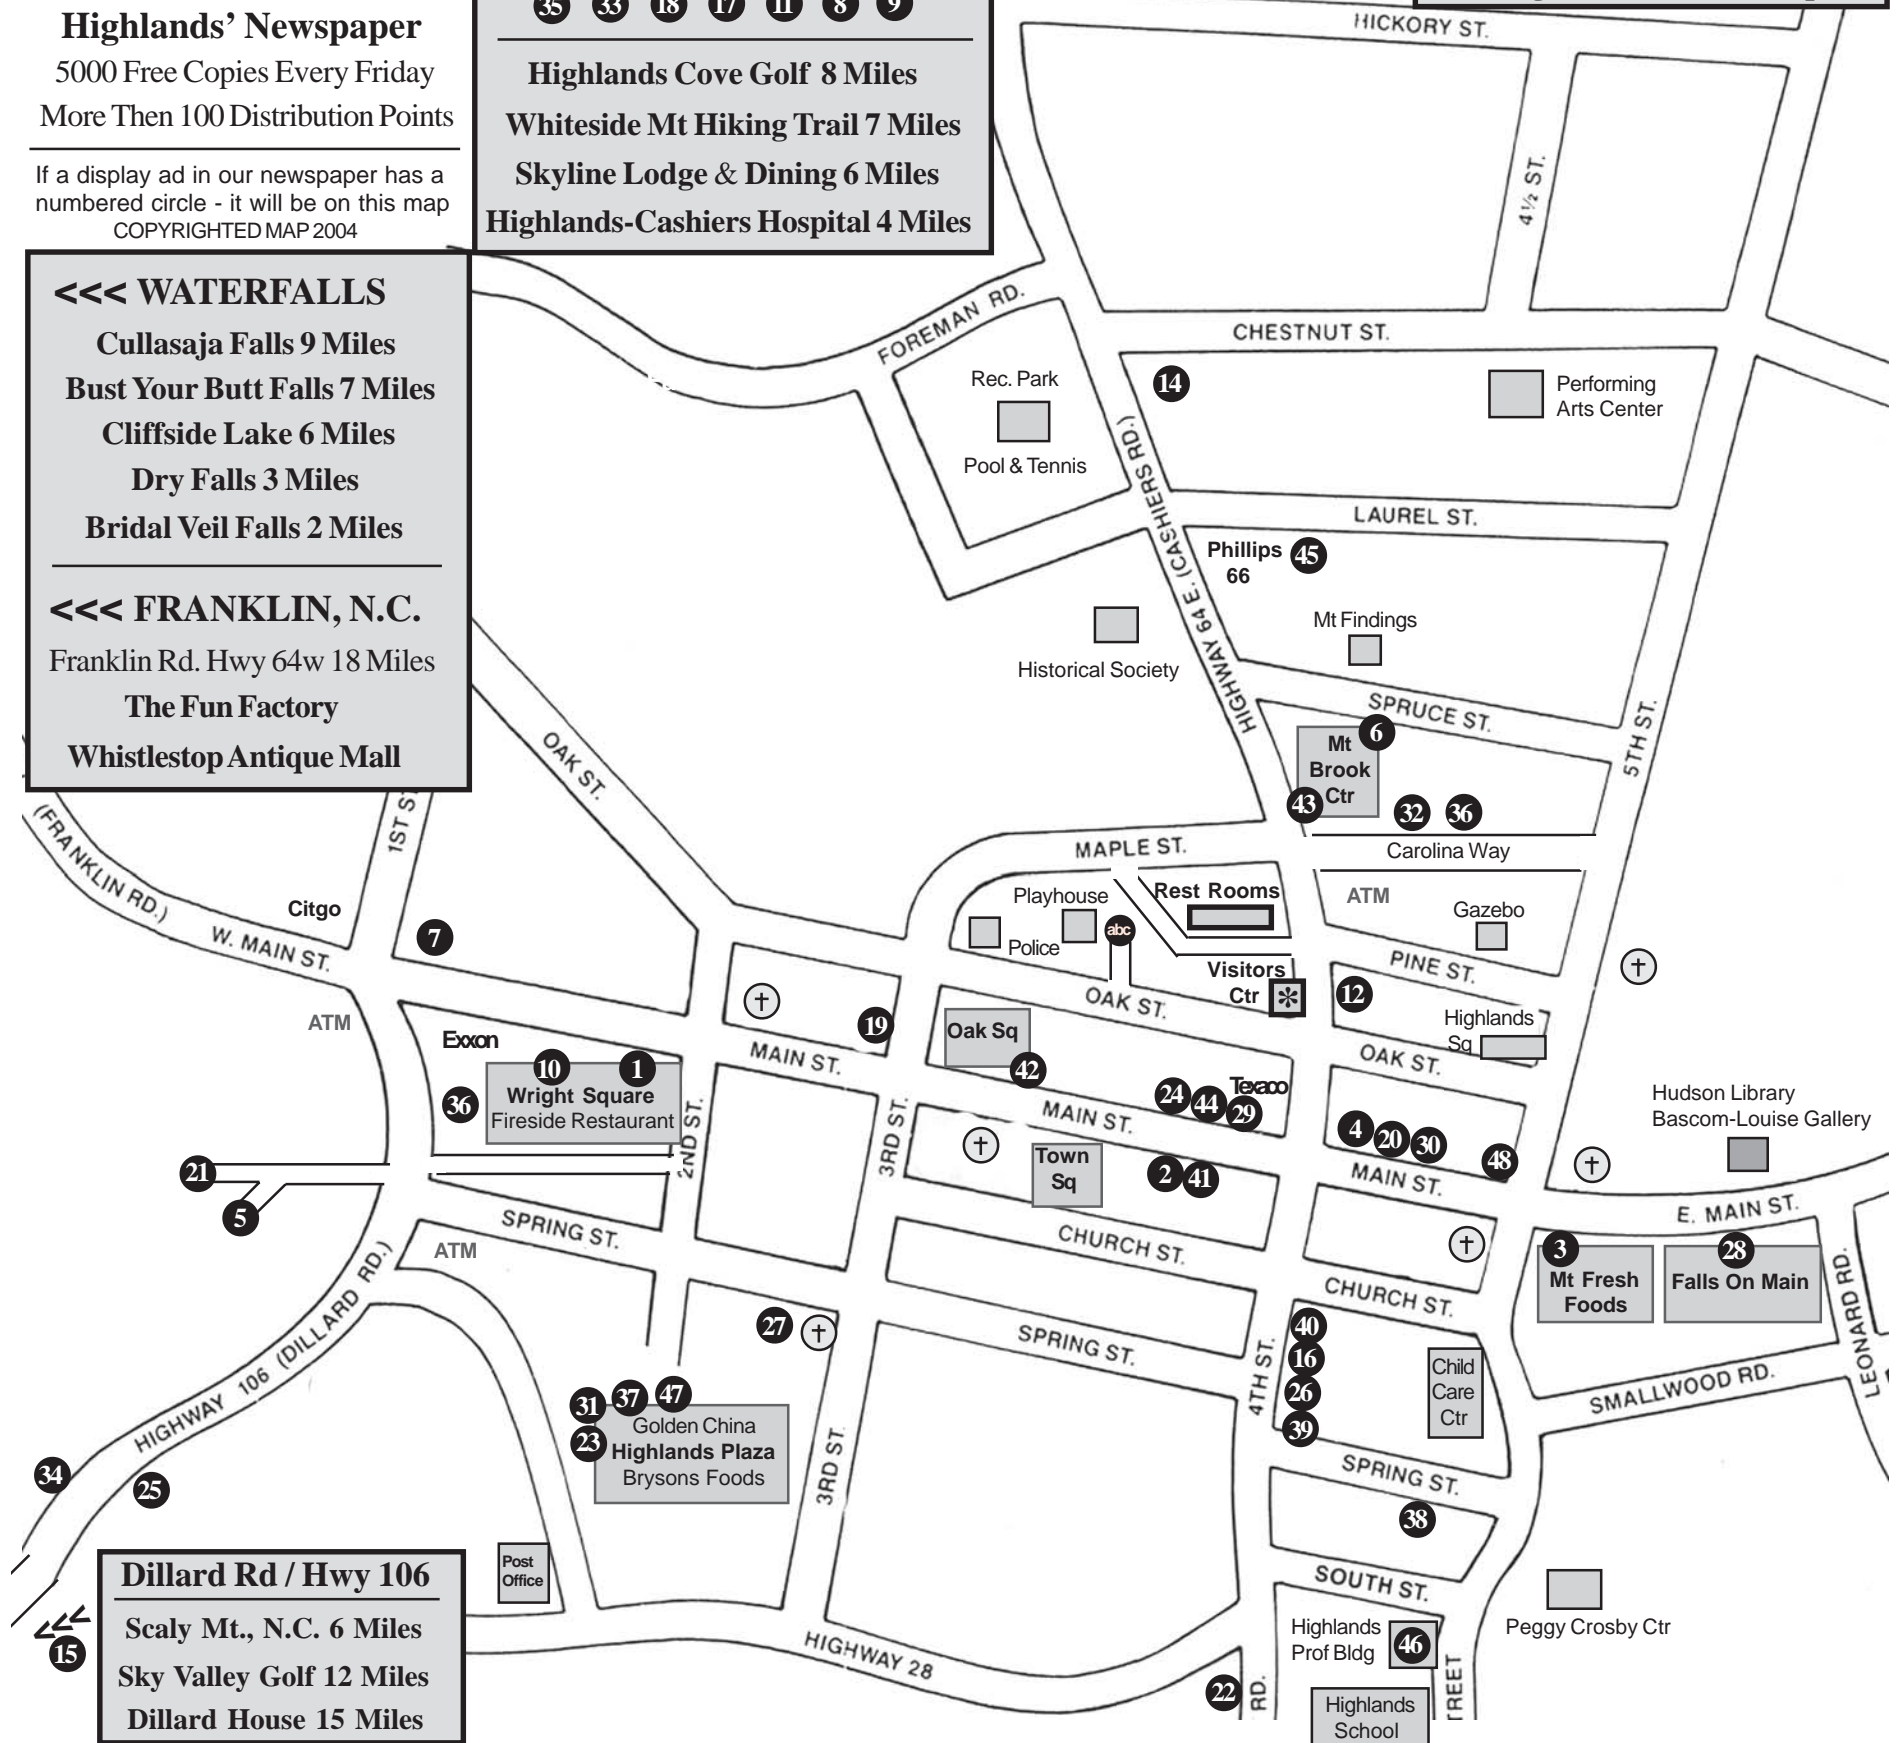 Highlands’ Newspaper
5000 Free Copies Every Friday
More Then 100 Distribution Points
If a display ad in our newspaper has a
numbered circle - it will be on this map
COPYRIGHTED MAP 2004
35 33 18 17 11 8 9
Highlands Cove Golf 8 Miles
Whiteside Mt Hiking Trail 7 Miles
Skyline Lodge & Dining 6 Miles
Highlands-Cashiers Hospital 4 Miles
<<< WATERFALLS
Cullasaja Falls 9 Miles
Bust Your Butt Falls 7 Miles
Cliffside Lake 6 Miles
Dry Falls 3 Miles
Bridal Veil Falls 2 Miles
<<< FRANKLIN, N.C.
Franklin Rd. Hwy 64w 18 Miles
The Fun Factory
Whistlestop Antique Mall
HICKORY ST.
4½ ST.
FOREMAN RD.
CHESTNUT ST.
Rec. Park
Pool & Tennis
14
Performing
Arts Center
HIGHWAY 64 E. (CASHIERS RD.)
LAUREL ST.
Phillips
66
45
Mt Findings
Historical Society
SPRUCE ST.
5TH ST.
OAK ST.
6
Mt
Brook
Ctr
43
32
36
Carolina Way
MAPLE ST.
1ST S
(FRANKLIN RD.)
Citgo
W. MAIN ST.
7
Playhouse
Police
abc
Rest Rooms
ATM
Gazebo
PINE ST.
Visitors
Ctr
12
OAK ST.
Highlands
Sq
OAK ST.
ATM
Exxon
19
Oak Sq
42
MAIN ST.
10
1
Wright Square
Fireside Restaurant
36
MAIN ST.
24
44
Texaco
29
4
20
30
48
MAIN ST.
Hudson Library
Bascom-Louise Gallery
2ND ST.
3RD ST.
Town
Sq
2
41
21
5
SPRING ST.
ATM
CHURCH ST.
E. MAIN ST.
3
Mt Fresh
Foods
28
Falls On Main
LEONARD RD.
CHURCH ST.
HIGHWAY 106 (DILLARD RD.)
27
SPRING ST.
4TH ST.
40
16
26
39
Child
Care
Ctr
SMALLWOOD RD.
31
37
47
23
Golden China
Highlands Plaza
Brysons Foods
3RD ST.
SPRING ST.
38
34
25
15
Dillard Rd / Hwy 106
Scaly Mt., N.C. 6 Miles
Sky Valley Golf 12 Miles
Dillard House 15 Miles
Post
Office
HIGHWAY 28
SOUTH ST.
Highlands
Prof Bldg
46
Peggy Crosby Ctr
22
RD.
TREET
Highlands
School